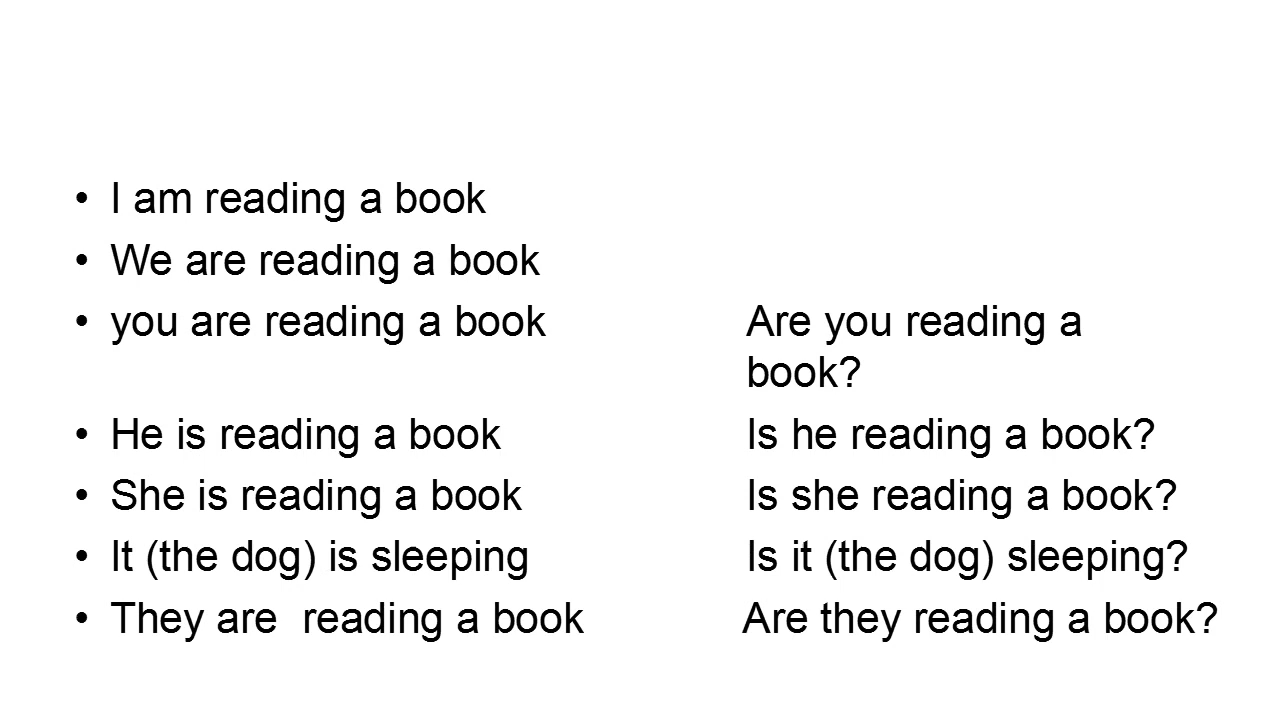 • I am reading a book
• We are reading a book
• you are reading a book Are you reading a
book?
• He is reading a book Is he reading a book?
• She is reading a book Is she reading a book?
• It (the dog) is sleeping Is it (the dog) sleeping?
• They are  reading a book Are they reading a book?